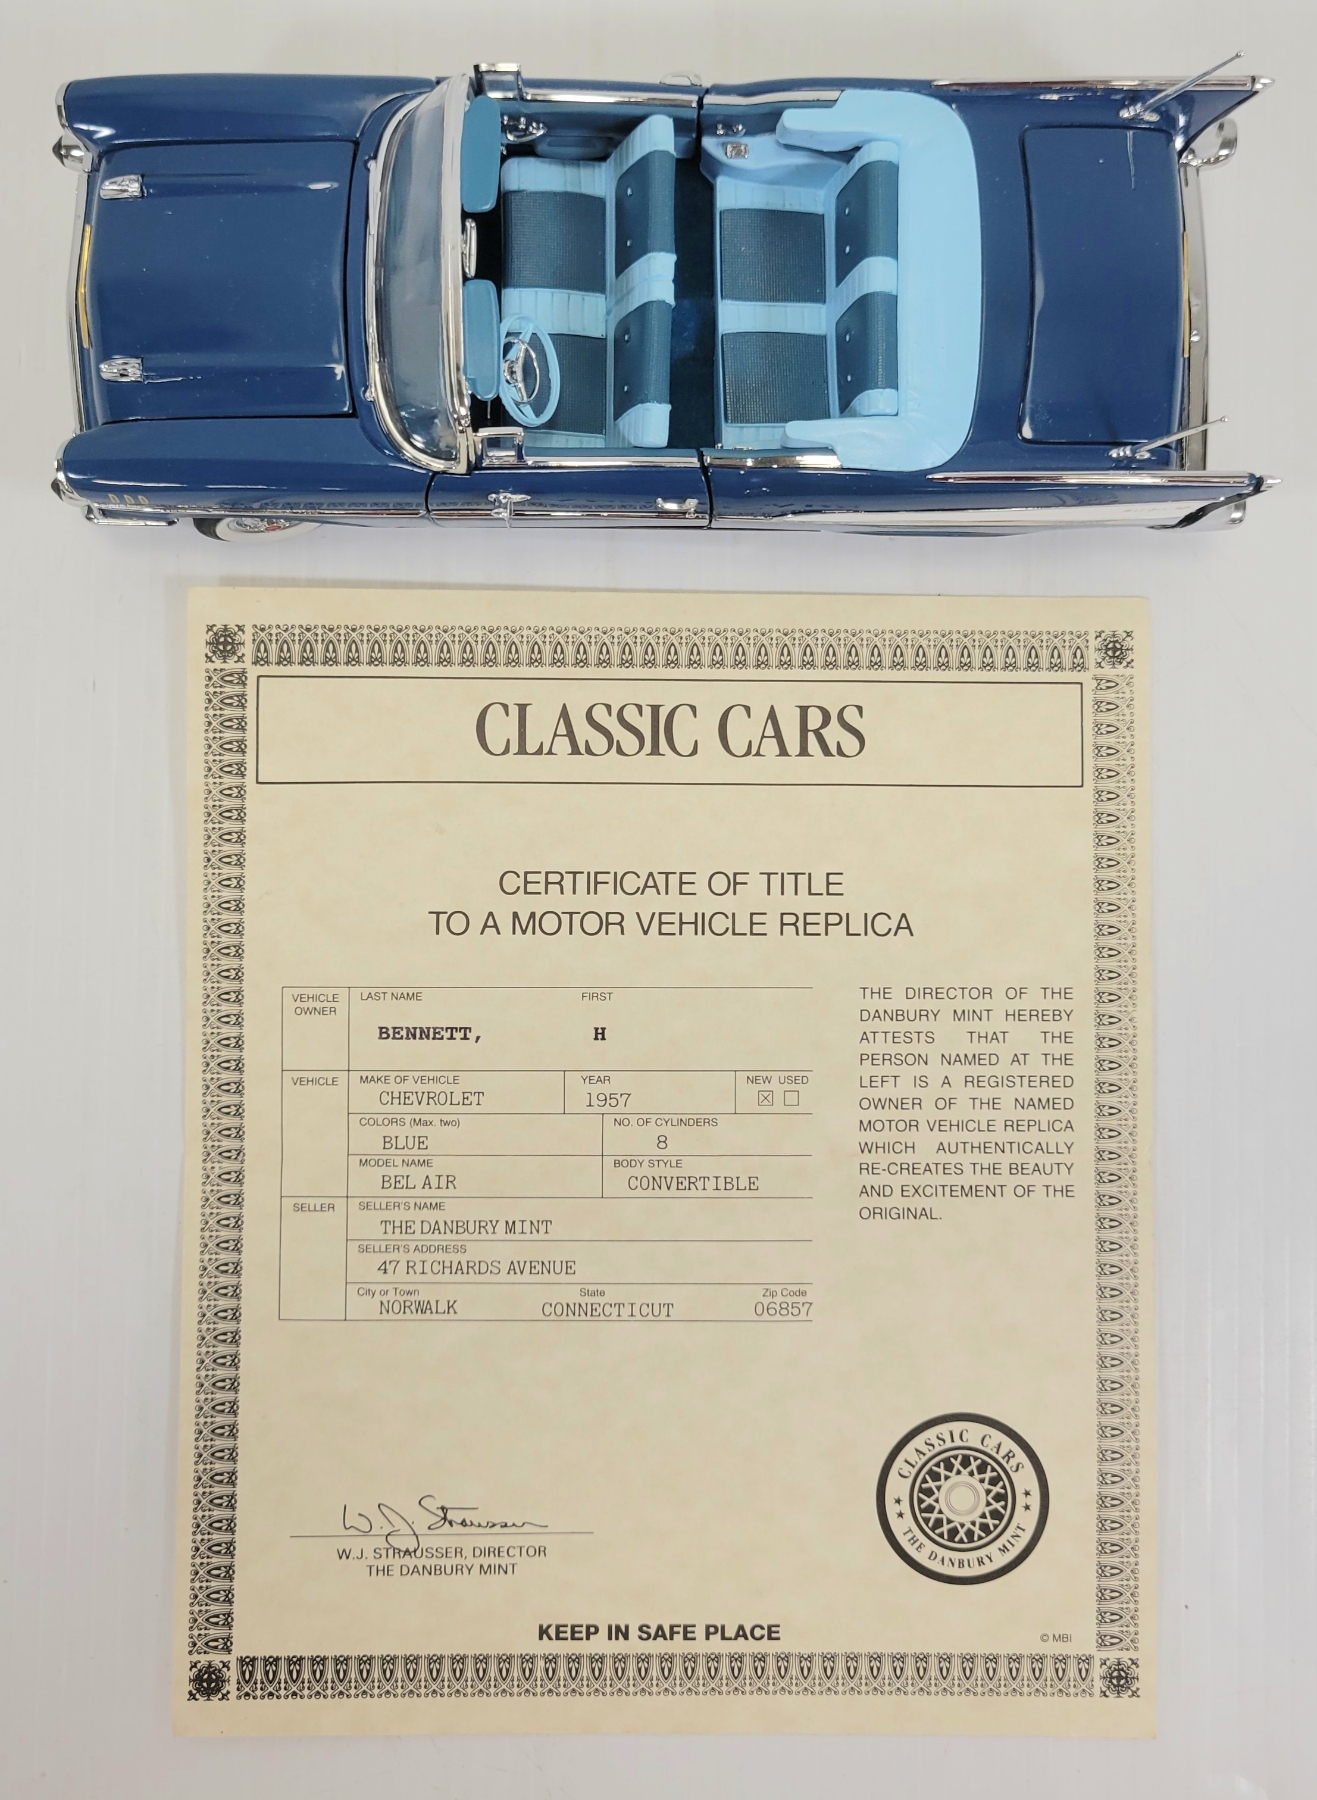 CLASSIC CARS
CERTIFICATE OF TITLE
TO A MOTOR VEHICLE REPLICA
VEHICLE OWNER
LAST NAME FIRST
BENNETT, H
VEHICLE
MAKE OF VEHICLE YEAR NEW USED
CHEVROLET 1957
COLORS (Max. two) NO. OF CYLINDERS
BLUE 8
MODEL NAME BODY STYLE
BEL AIR CONVERTIBLE
SELLER
SELLER'S NAME
THE DANBURY MINT
SELLER'S ADDRESS
47 RICHARDS AVENUE
City or Town State Zip Code
NORWALK CONNECTICUT 06857
THE DIRECTOR OF THE
DANBURY MINT HEREBY
ATTESTS THAT THE
PERSON NAMED AT THE
LEFT IS A REGISTERED
OWNER OF THE NAMED
MOTOR VEHICLE REPLICA
WHICH AUTHENTICALLY
RE-CREATES THE BEAUTY
AND EXCITEMENT OF THE
ORIGINAL.
W.J. Strausser
W.J. STRAUSSER, DIRECTOR
THE DANBURY MINT
CLASSIC CARS
THE DANBURY MINT
KEEP IN SAFE PLACE
© MBI